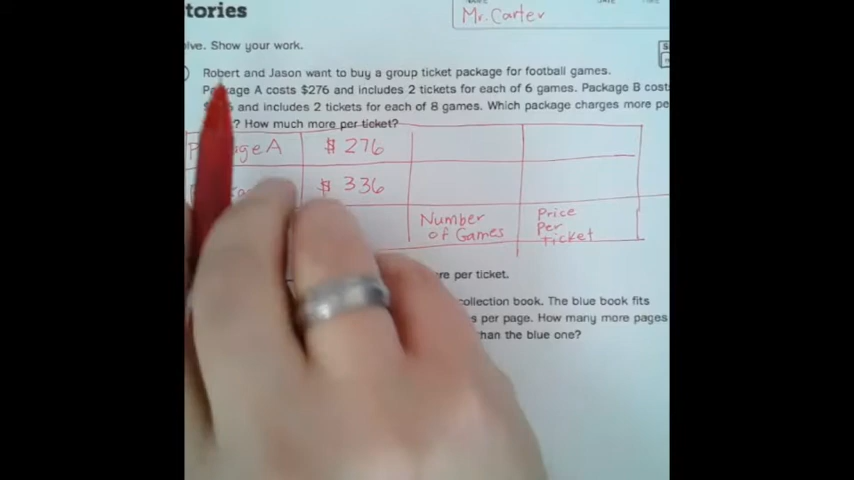 tories
Mr. Carter
lve. Show your work.
Robert and Jason want to buy a group ticket package for football games.
Package A costs $276 and includes 2 tickets for each of 6 games. Package B cost
and includes 2 tickets for each of 8 games. Which package charges more pe
? How much more per ticket?
age A $ 276
$ 336
Number of Games Price Per Ticket
re per ticket.
collection book. The blue book fits
s per page. How many more pages
than the blue one?